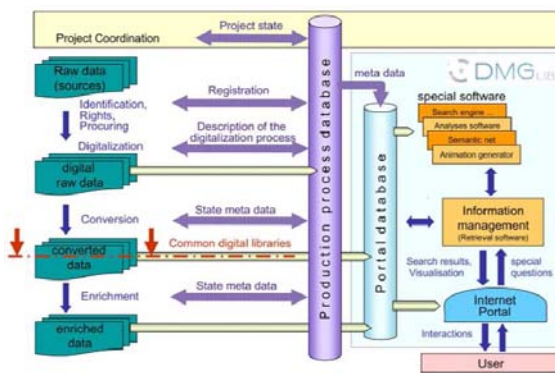 Project Coordination
Project state
Raw data
(sources)
Registration
Identification,
Rights,
Procuring
Description of the
digitalization process
Digitalization
digital
raw data
Conversion
State meta data
Common digital libraries
converted
data
Enrichment
State meta data
enriched
data
Production process database
meta data
Portal database
DMGLIB
special software
Search engine ...
Analyses software
Semantic net
Animation generator
Information
management
(Retrieval software)
Search results,
Visualisation
special
questions
Internet
Portal
Interactions
User